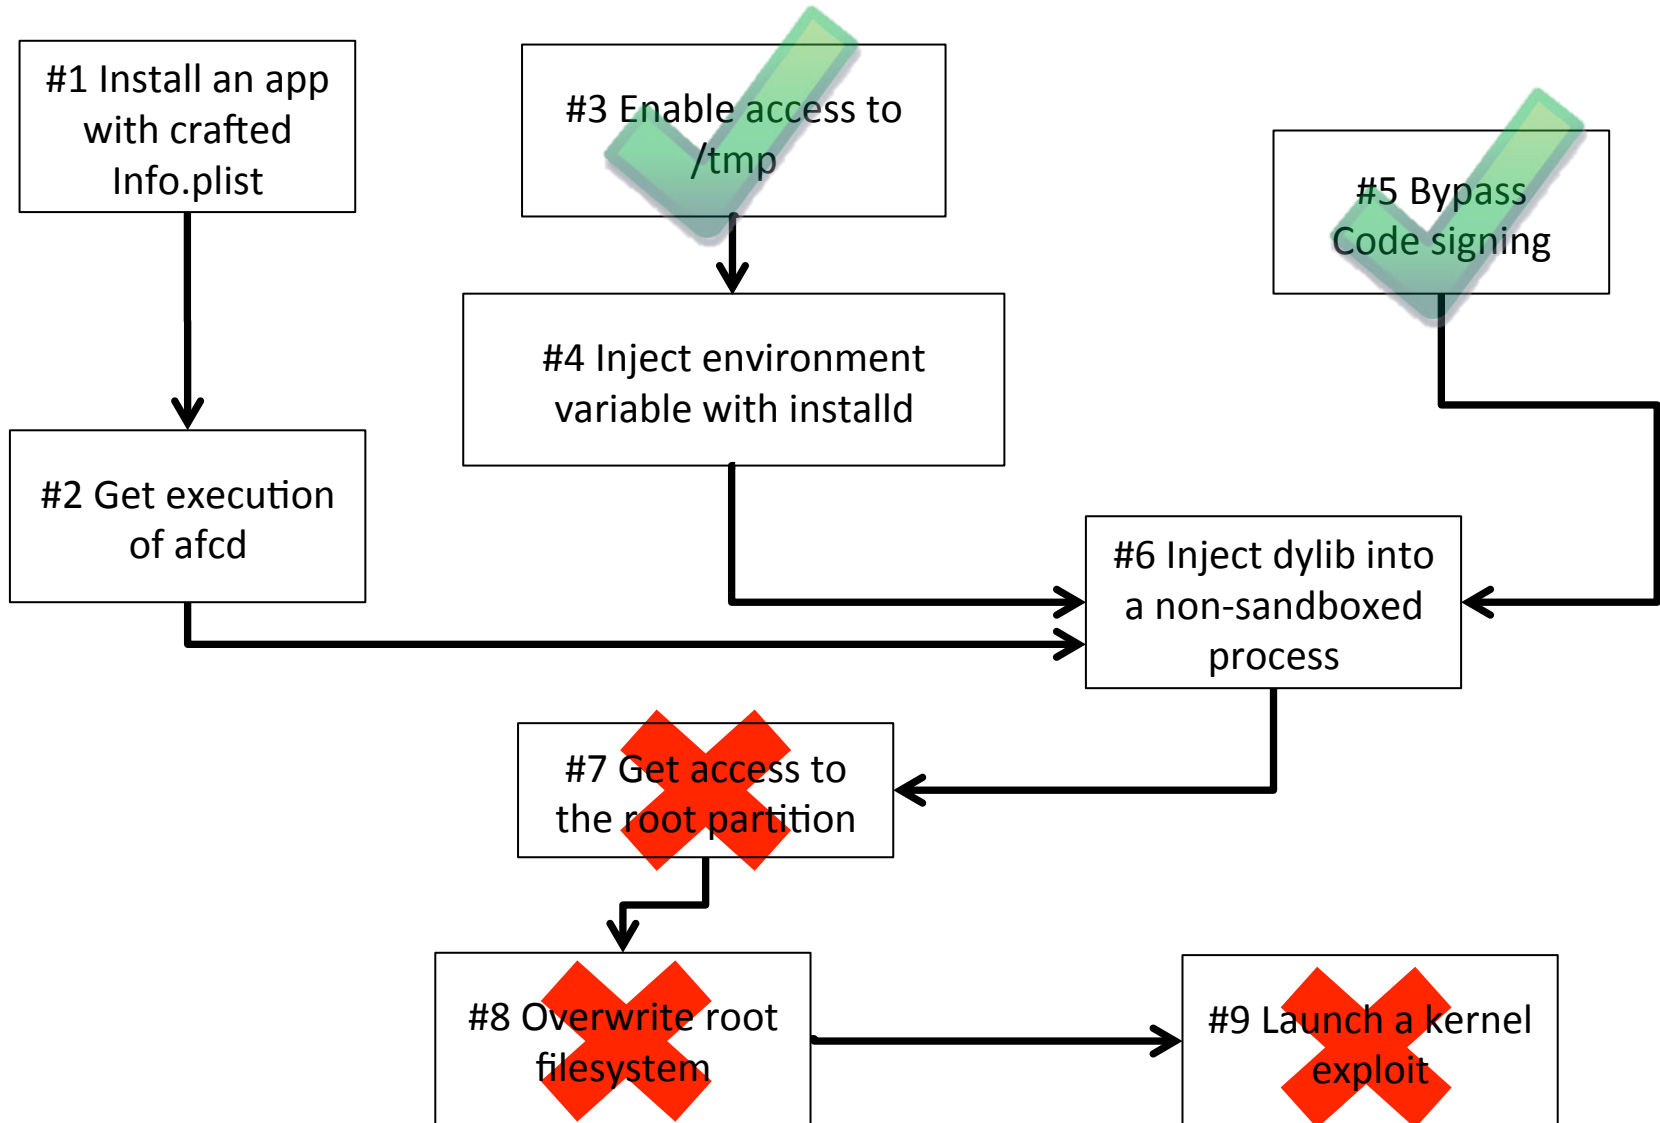 #1 Install an app
with crafted
Info.plist
#2 Get execution
of afcd
#3 Enable access to
/tmp
#4 Inject environment
variable with installd
#5 Bypass
Code signing
#6 Inject dylib into
a non-sandboxed
process
#7 Get access to
the root partition
#8 Overwrite root
filesystem
#9 Launch a kernel
exploit